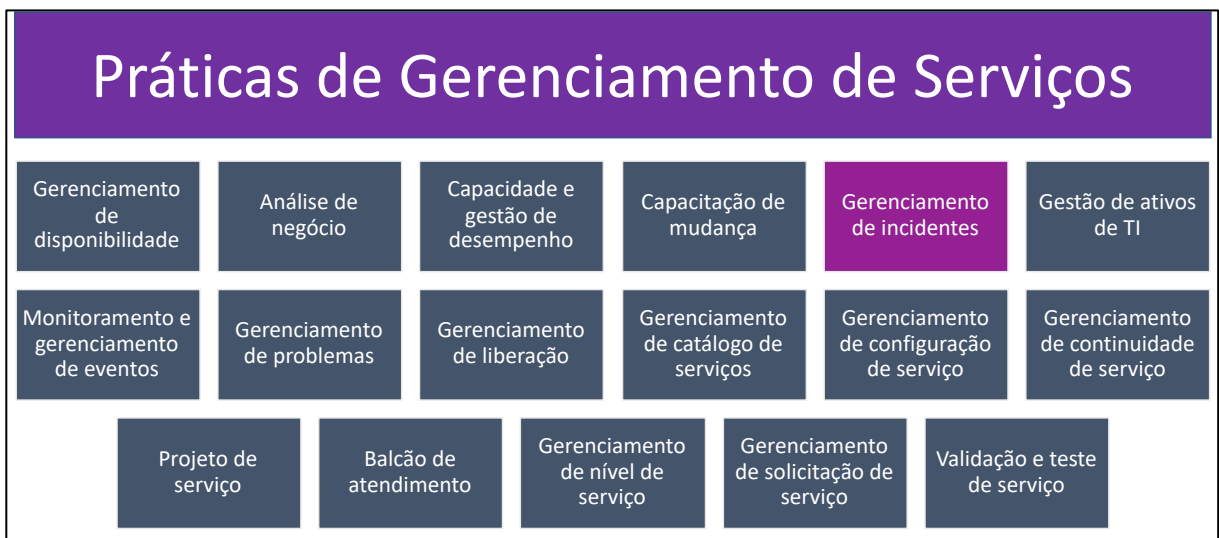 Práticas de Gerenciamento de Serviços
Gerenciamento
de
disponibilidade
Análise de
negócio
Capacidade e
gestão de
desempenho
Capacitação de
mudança
Gerenciamento
de incidentes
Gestão de ativos
de TI
Monitoramento e
gerenciamento
de eventos
Gerenciamento
de problemas
Gerenciamento
de liberação
Gerenciamento
de catálogo de
serviços
Gerenciamento
de configuração
de serviço
Gerenciamento
de continuidade
de serviço
Projeto de
serviço
Balcão de
atendimento
Gerenciamento
de nível de
serviço
Gerenciamento
de solicitação de
serviço
Validação e teste
de serviço